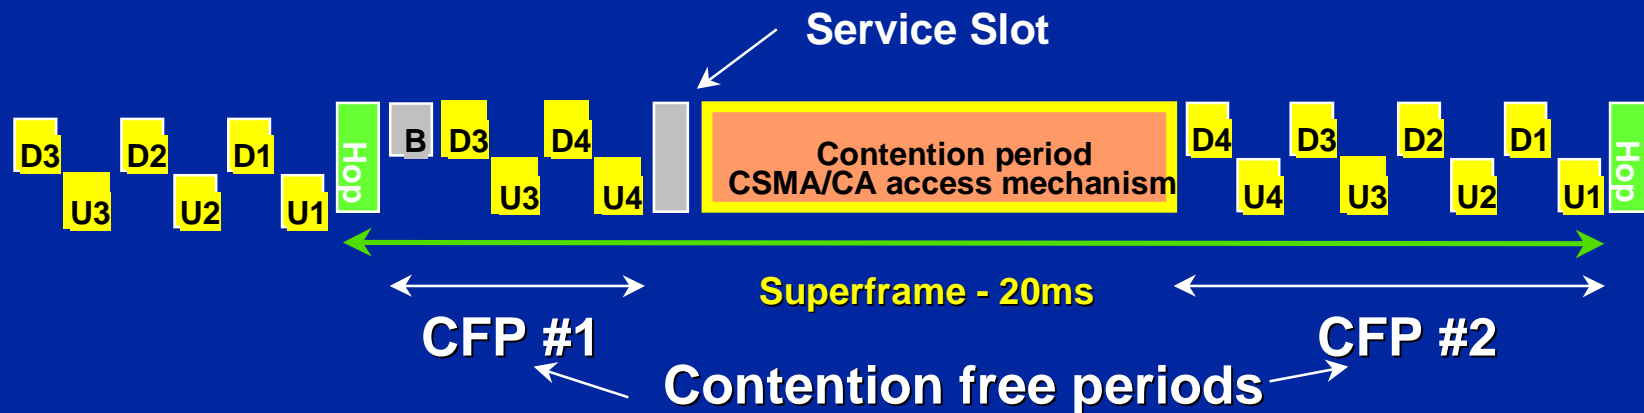 Service Slot
D3 D2 D1 Hop B D3 D4 D4 D3 D2 D1 Hop
Contention period
CSMA/CA access mechanism
U3 U2 U1 U3 U4 U4 U3 U2 U1
Superframe - 20ms
CFP #1 CFP #2
Contention free periods